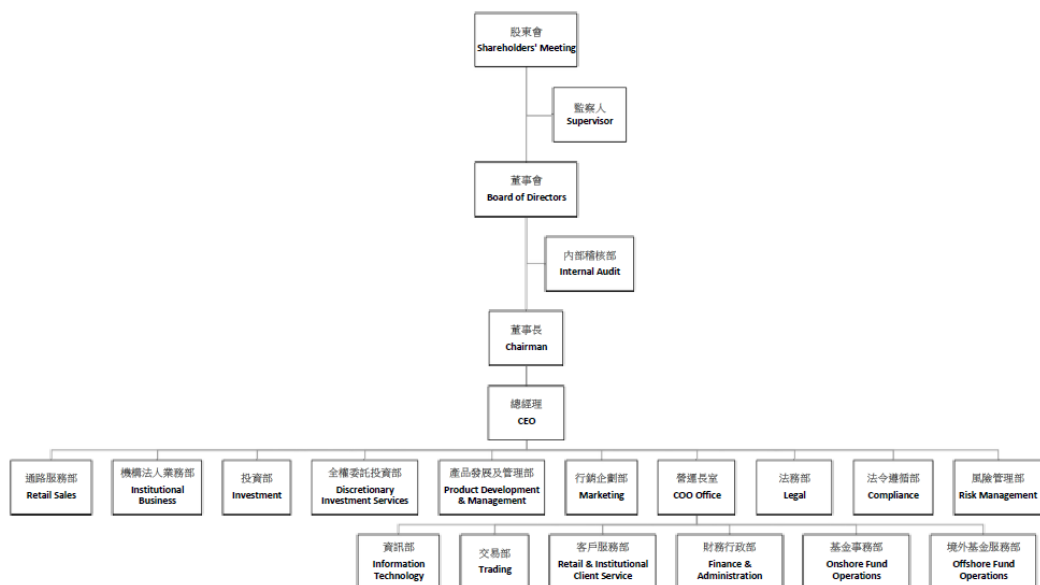 股東會
Shareholders' Meeting
監察人
Supervisor
董事會
Board of Directors
內部稽核部
Internal Audit
董事長
Chairman
總經理
CEO
通路服務部
Retail Sales
機構法人業務部
Institutional
Business
投資部
Investment
全權委託投資部
Discretionary
Investment Services
產品發展及管理部
Product Development
& Management
行銷企劃部
Marketing
營運長室
COO Office
法務部
Legal
法令遵循部
Compliance
風險管理部
Risk Management
資訊部
Information
Technology
交易部
Trading
客戶服務部
Retail & Institutional
Client Service
財務行政部
Finance &
Administration
基金事務部
Onshore Fund
Operations
境外基金服務部
Offshore Fund
Operations